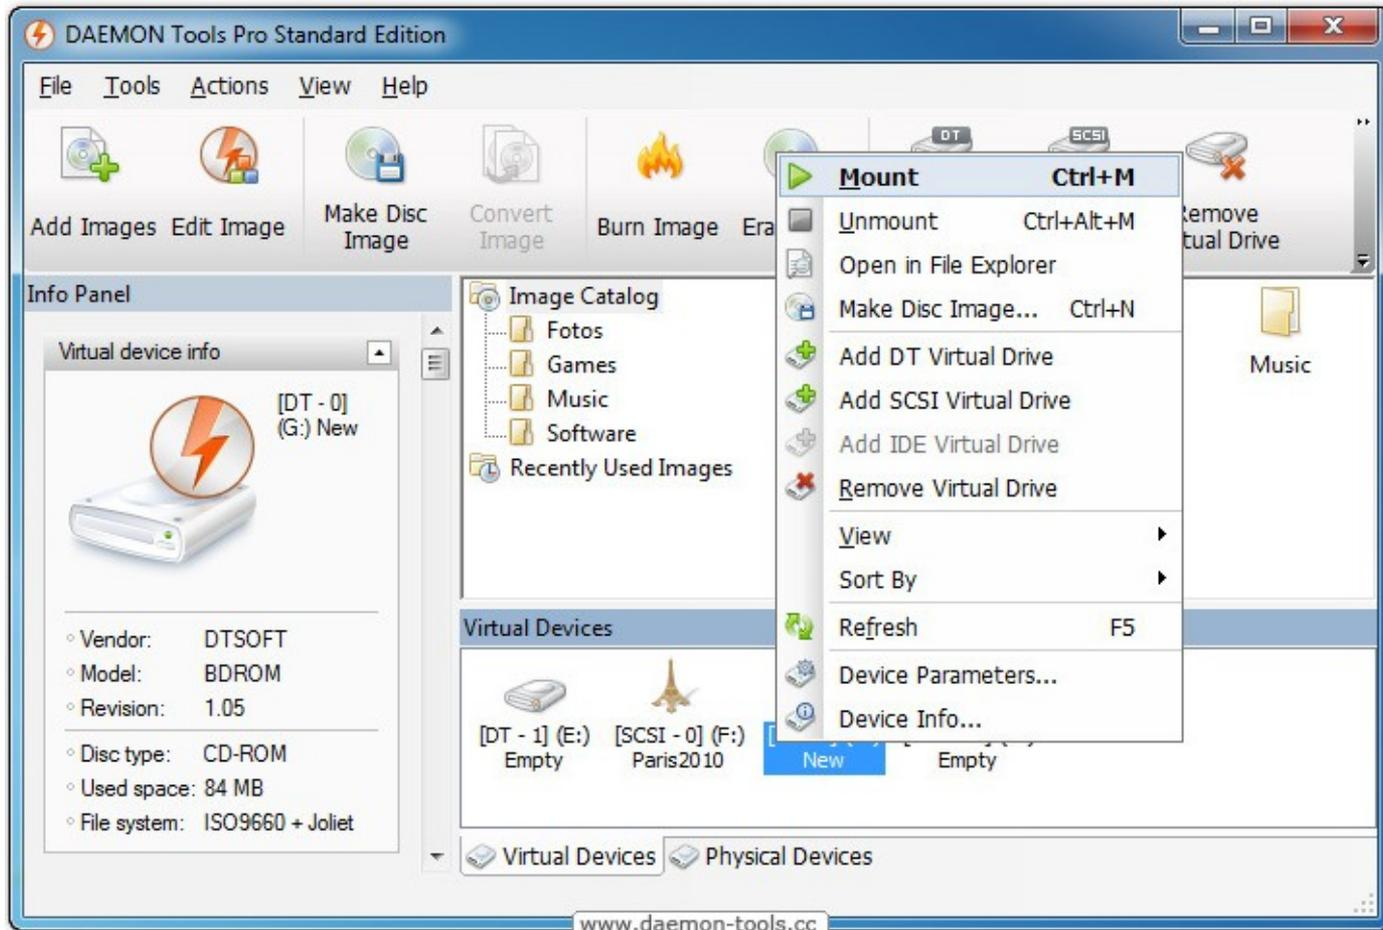 DAEMON Tools Pro Standard Edition
File Tools Actions View Help
DT SCSI
Add Images
Edit Image
Make Disc
Image
Convert
Image
Burn Image
Era
emove
tual Drive
Info Panel
Virtual device info
[DT - 0]
(G:) New
Vendor: DTSOFT
Model: BDROM
Revision: 1.05
Disc type: CD-ROM
Used space: 84 MB
File system: ISO9660 + Joliet
Image Catalog
Fotos
Games
Music
Software
Recently Used Images
Music
Mount Ctrl+M
Unmount Ctrl+Alt+M
Open in File Explorer
Make Disc Image... Ctrl+N
Add DT Virtual Drive
Add SCSI Virtual Drive
Add IDE Virtual Drive
Remove Virtual Drive
View
Sort By
Refresh F5
Device Parameters...
Device Info...
Virtual Devices
[DT - 1] (E:)
Empty
[SCSI - 0] (F:)
Paris2010
New
Empty
Virtual Devices
Physical Devices
www.daemon-tools.cc